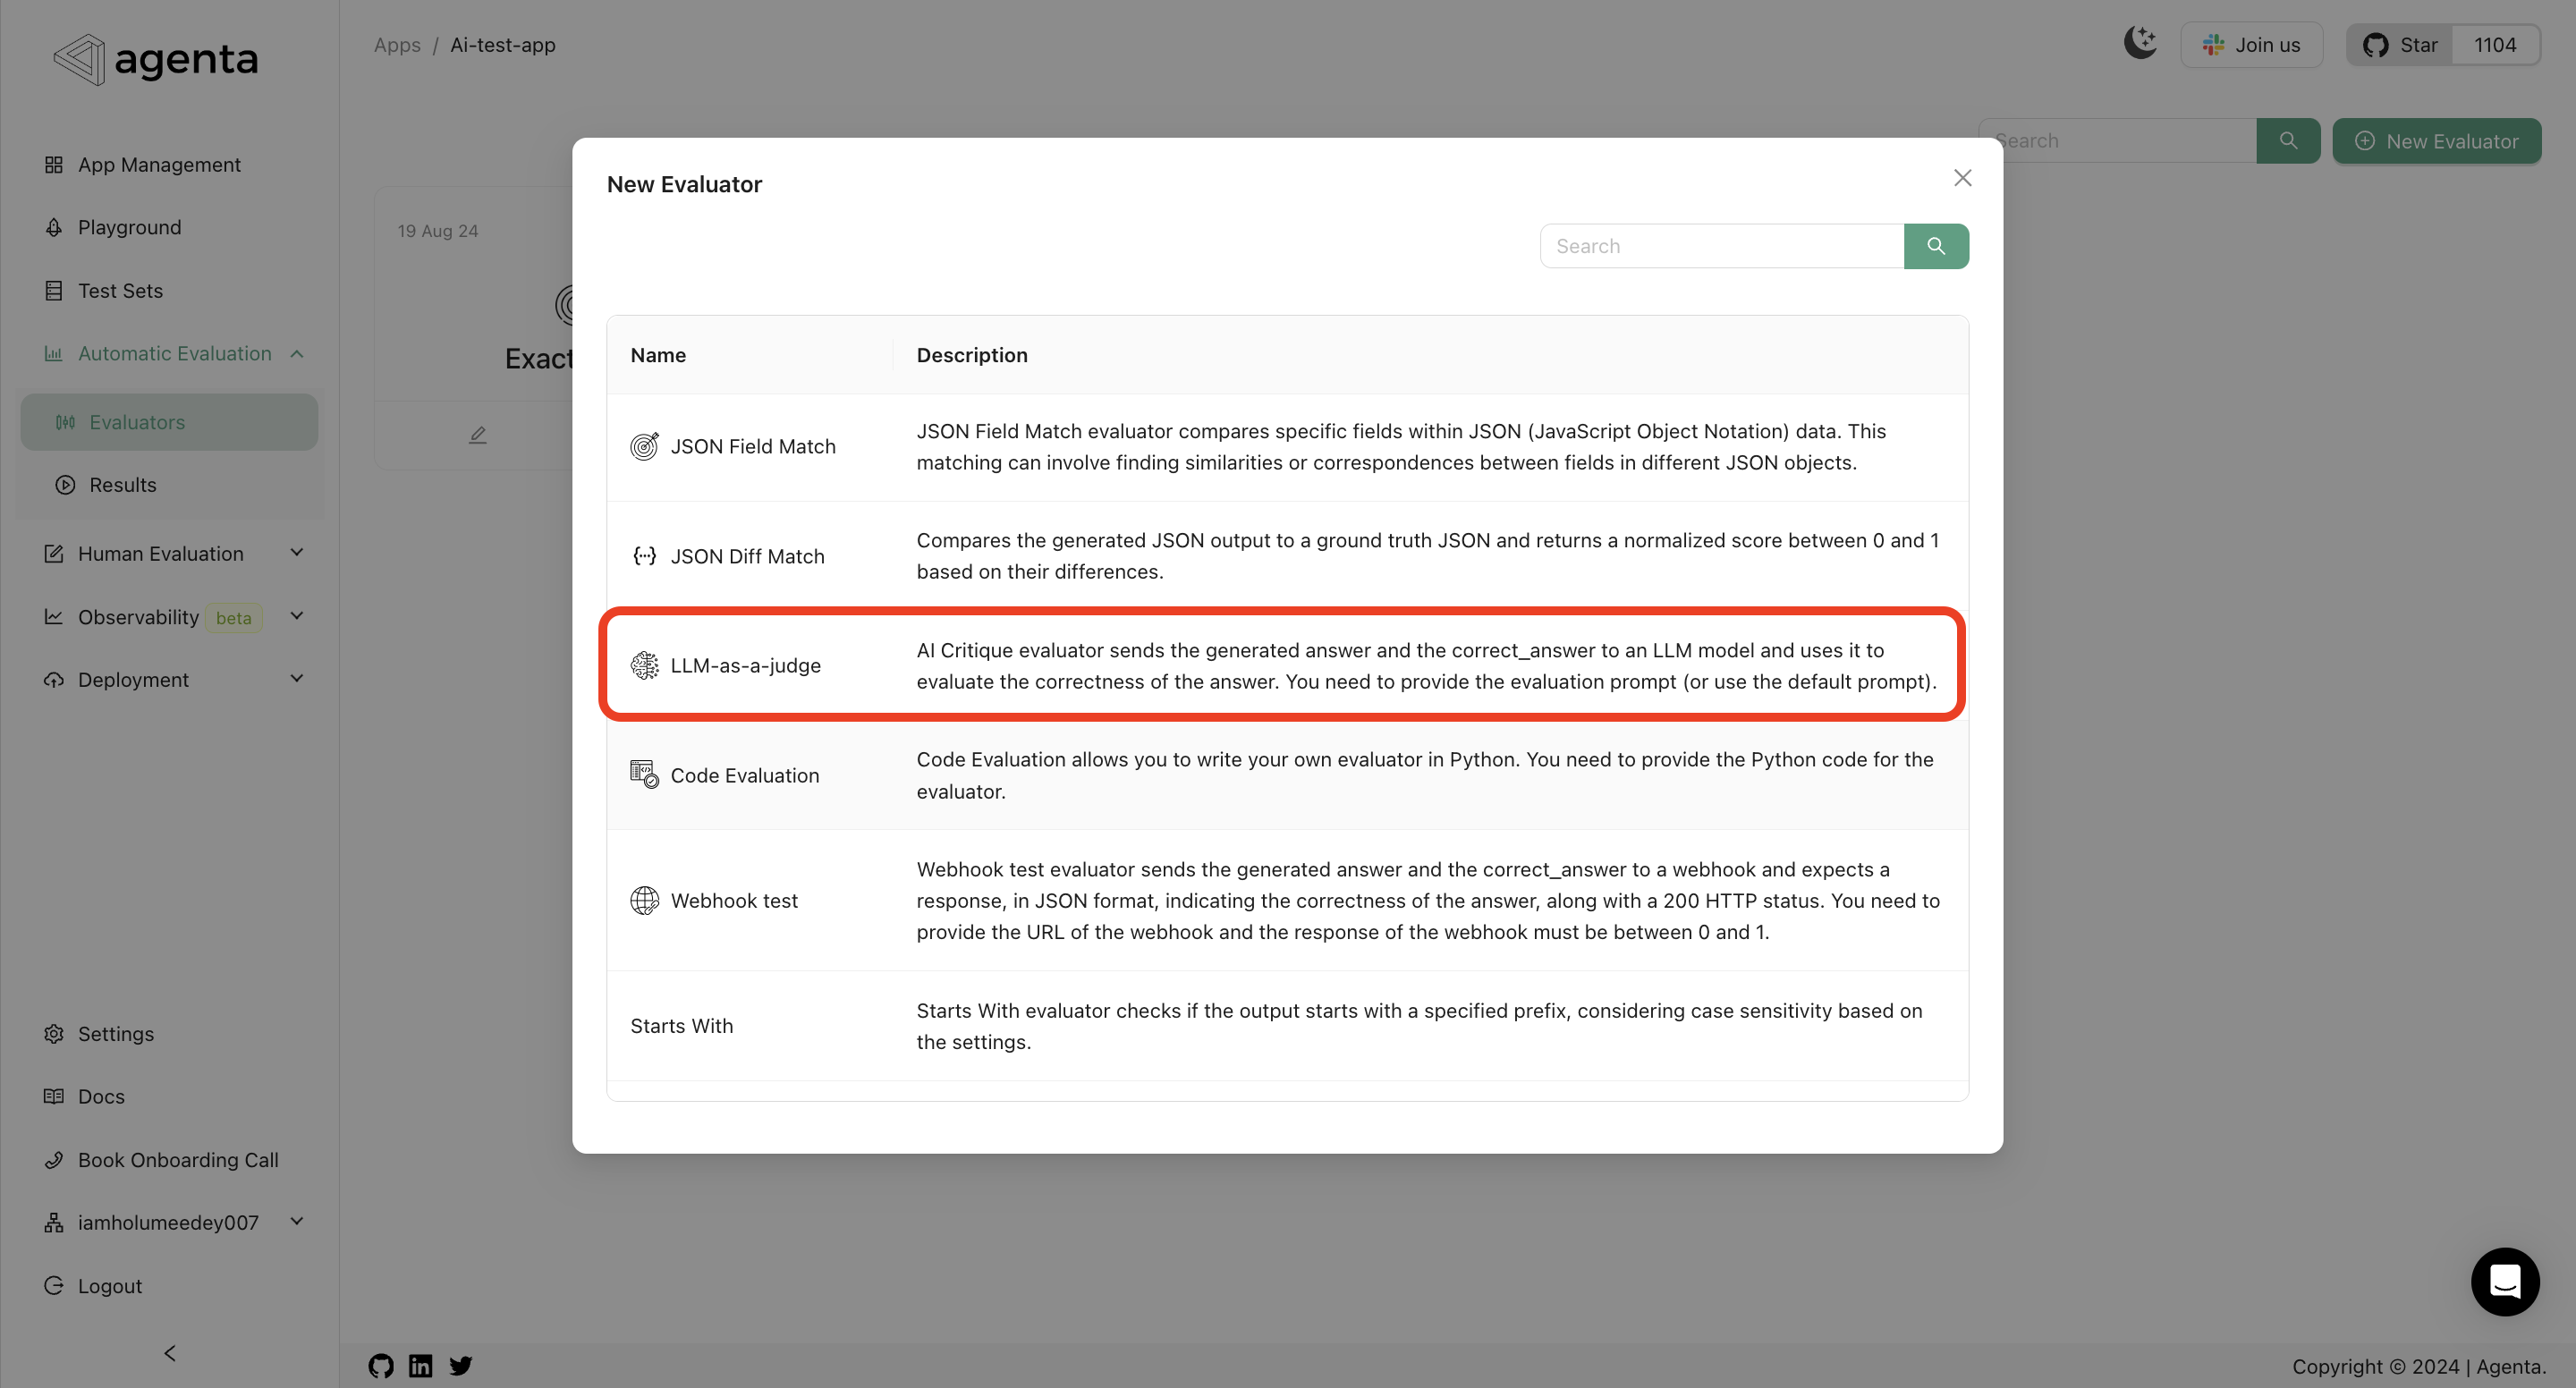 agenta
App Management
Playground
Test Sets
Automatic Evaluation
Evaluators
Results
Human Evaluation
Observability beta
Deployment
Settings
Docs
Book Onboarding Call
iamholumeedey007
Logout
Apps / Ai-test-app
Join us
Star 1104
Search
New Evaluator
19 Aug 24
Exact
New Evaluator
Search
Name Description
JSON Field Match
JSON Field Match evaluator compares specific fields within JSON (JavaScript Object Notation) data. This
matching can involve finding similarities or correspondences between fields in different JSON objects.
JSON Diff Match
Compares the generated JSON output to a ground truth JSON and returns a normalized score between 0 and 1
based on their differences.
LLM-as-a-judge
AI Critique evaluator sends the generated answer and the correct_answer to an LLM model and uses it to
evaluate the correctness of the answer. You need to provide the evaluation prompt (or use the default prompt).
Code Evaluation
Code Evaluation allows you to write your own evaluator in Python. You need to provide the Python code for the
evaluator.
Webhook test
Webhook test evaluator sends the generated answer and the correct_answer to a webhook and expects a
response, in JSON format, indicating the correctness of the answer, along with a 200 HTTP status. You need to
provide the URL of the webhook and the response of the webhook must be between 0 and 1.
Starts With
Starts With evaluator checks if the output starts with a specified prefix, considering case sensitivity based on
the settings.
Copyright © 2024 | Agenta.